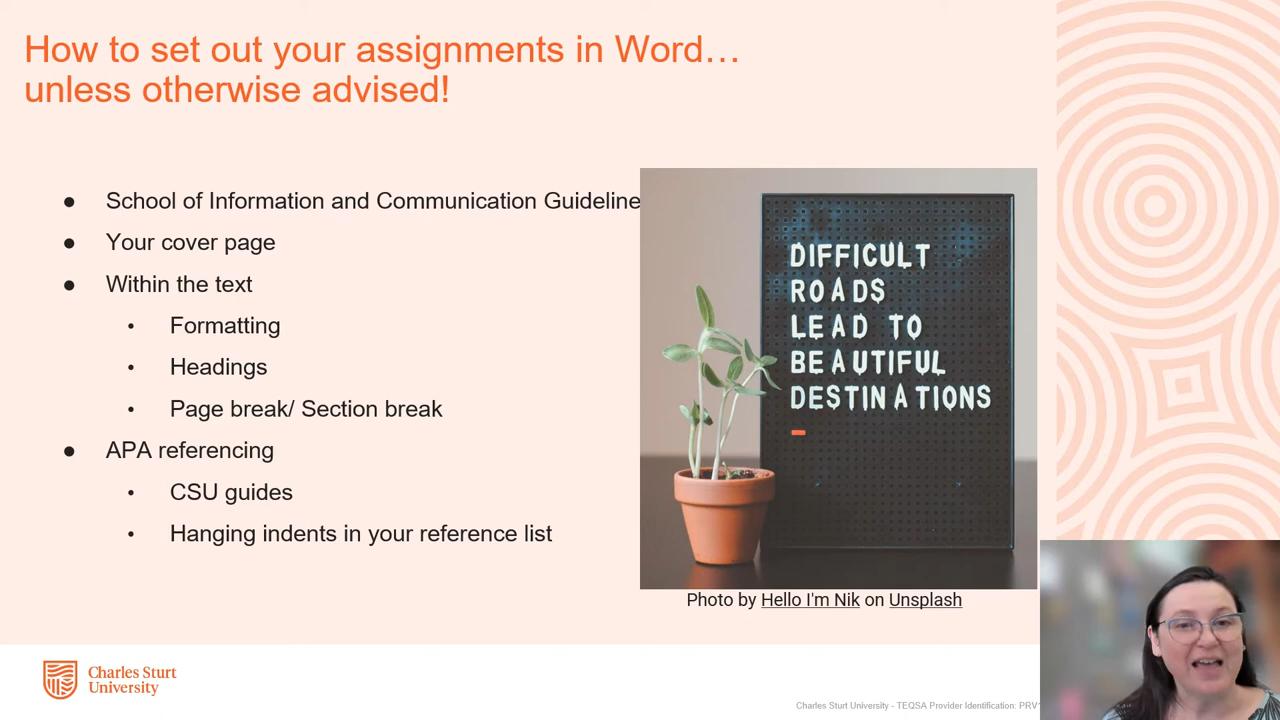 How to set out your assignments in Word…
unless otherwise advised!
● School of Information and Communication Guideline
● Your cover page
● Within the text
• Formatting
• Headings
• Page break/ Section break
● APA referencing
• CSU guides
• Hanging indents in your reference list
DIFFICULT
ROADS
LEAD TO
BEAUTIFUL
DESTINATIONS
Photo by Hello I'm Nik on Unsplash
Charles Sturt
University
Charles Sturt University - TEQSA Provider Identification: